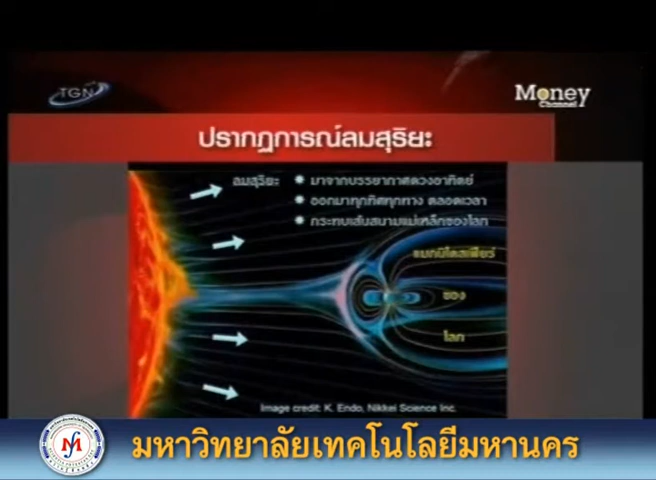 TGN
Money
Channel
ปรากฏการณ์ลมสุริยะ
ลมสุริยะ
มาจากบรรยากาศดวงอาทิตย์
ออกมาทุกทิศทุกทาง ตลอดเวลา
กระทบเส้นสนามแม่เหล็กของโลก
แมกนีโตสเฟียร์
ของ
โลก
Image credit: K. Endo, Nikkei Science Inc.
มหาวิทยาลัยเทคโนโลยีมหานคร